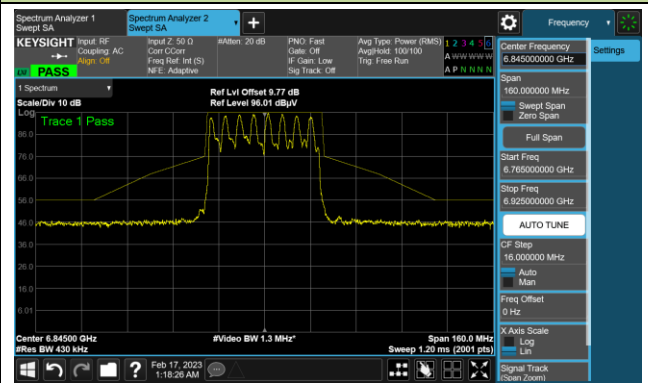 Spectrum Analyzer 1
Swept SA
Spectrum Analyzer 2
Swept SA
Frequency
KEYSIGHT
Input: RF
Coupling: AC
Align: Off
Input Z: 50 Ω
Corr CCorr
Freq Ref: Int (S)
NFE: Adaptive
#Atten: 20 dB
PNO: Fast
Gate: Off
IF Gain: Low
Sig Track: Off
Avg Type: Power (RMS)
Avg|Hold: 100/100
Trig: Free Run
1 2 3 4 5 6
A W W W W W
A P N N N N
LXI PASS
1 Spectrum
Scale/Div 10 dB
Ref Lvl Offset 9.77 dB
Ref Level 96.01 dBµV
Log
Trace 1 Pass
86.0
76.0
66.0
56.0
46.0
36.0
26.0
16.0
6.01
Center 6.84500 GHz
#Res BW 430 kHz
#Video BW 1.3 MHz*
Span 160.0 MHz
Sweep 1.20 ms (2001 pts)
Feb 17, 2023
1:18:26 AM
Center Frequency
6.845000000 GHz
Settings
Span
160.000000 MHz
Swept Span
Zero Span
Full Span
Start Freq
6.765000000 GHz
Stop Freq
6.925000000 GHz
AUTO TUNE
CF Step
16.000000 MHz
Auto
Man
Freq Offset
0 Hz
X Axis Scale
Log
Lin
Signal Track
(Span Zoom)